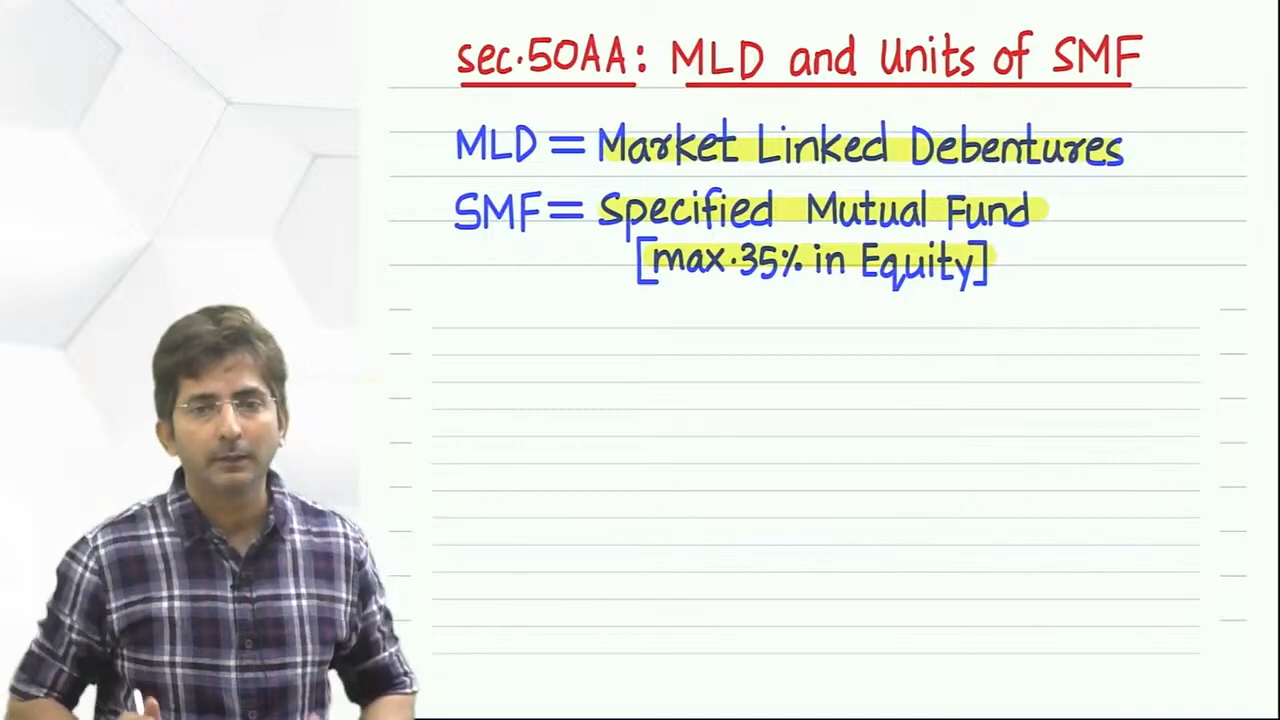 sec.50AA: MLD and Units of SMF
MLD = Market Linked Debentures
SMF = Specified Mutual Fund
[max.35% in Equity]